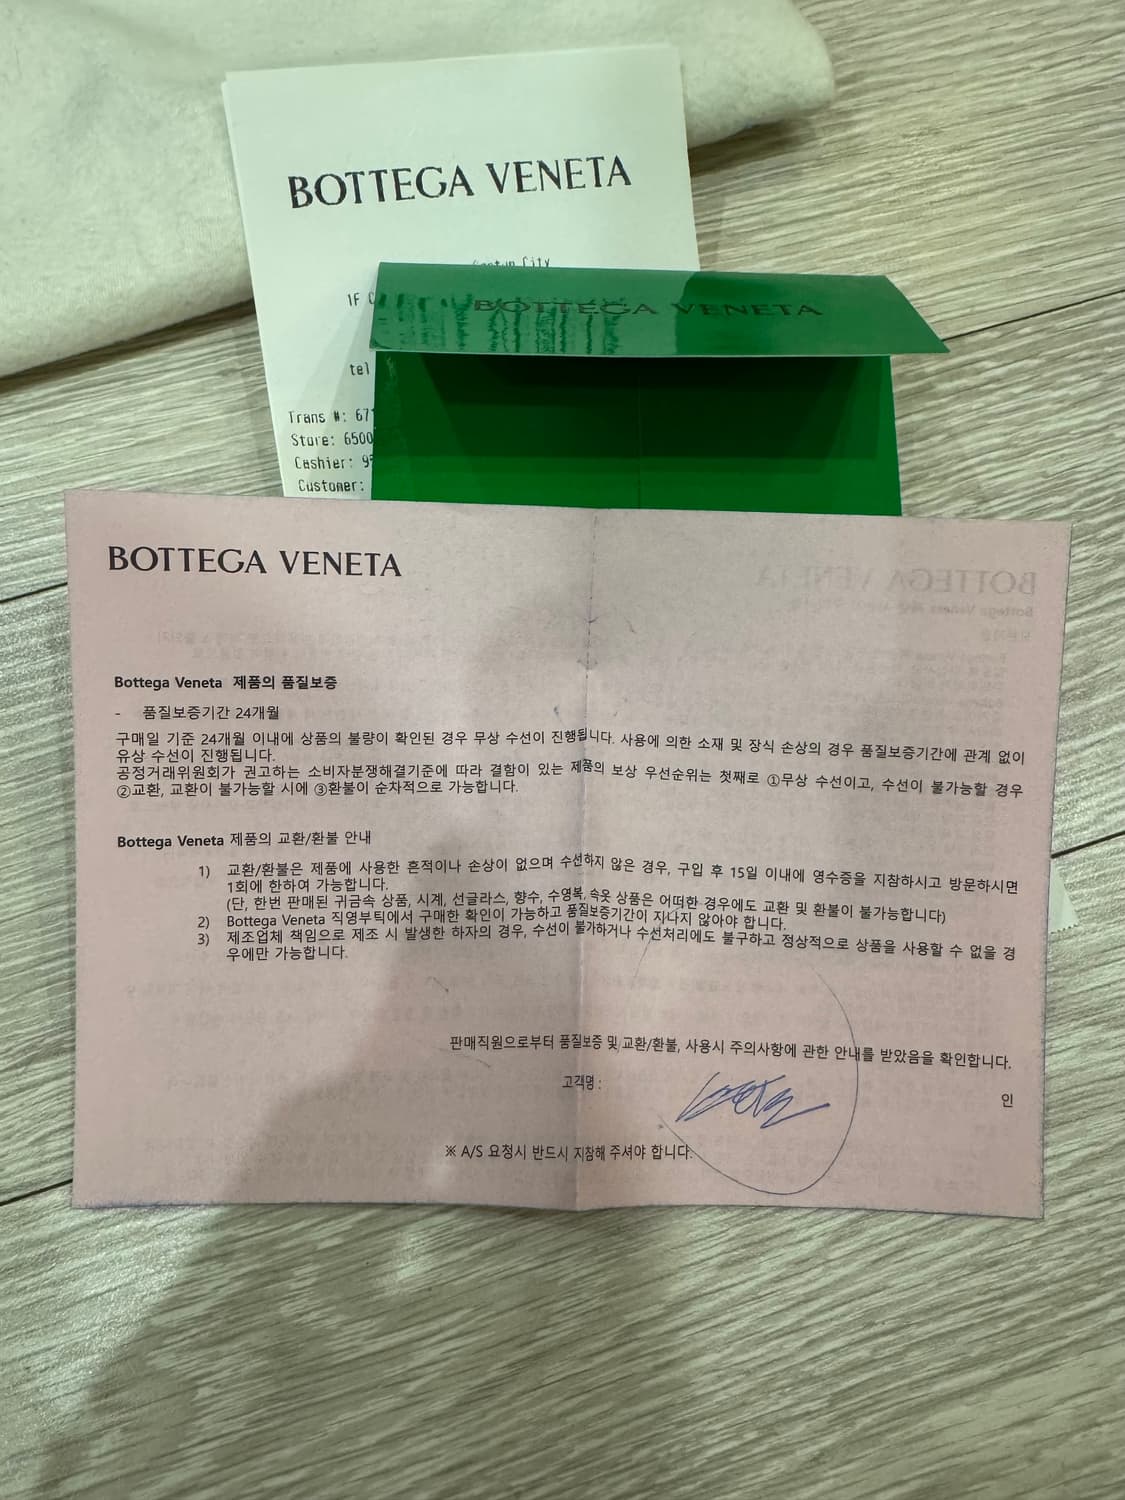 BOTTEGA VENETA
City
IF C
tel
Trans #: 67
Store: 6500
Cashier: 9
Customer:
BOTTEGA VENETA
BOTTEGA VENETA
Bottega Veneta 제품의 품질보증
- 품질보증기간 24개월
구매일 기준 24개월 이내에 상품의 불량이 확인된 경우 무상 수선이 진행됩니다. 사용에 의한 소재 및 장식 손상의 경우 품질보증기간에 관계 없이
유상 수선이 진행됩니다.
공정거래위원회가 권고하는 소비자분쟁해결기준에 따라 결함이 있는 제품의 보상 우선순위는 첫째로 ①무상 수선이고, 수선이 불가능할 경우
②교환, 교환이 불가능할 시에 ③환불이 순차적으로 가능합니다.
Bottega Veneta 제품의 교환/환불 안내
1) 교환/환불은 제품에 사용한 흔적이나 손상이 없으며 수선하지 않은 경우, 구입 후 15일 이내에 영수증을 지참하시고 방문하시면
1회에 한하여 가능합니다.
(단, 한번 판매된 귀금속 상품, 시계, 선글라스, 향수, 수영복, 속옷 상품은 어떠한 경우에도 교환 및 환불이 불가능합니다)
2) Bottega Veneta 직영부틱에서 구매한 확인이 가능하고 품질보증기간이 지나지 않아야 합니다.
3) 제조업체 책임으로 제조 시 발생한 하자의 경우, 수선이 불가하거나 수선처리에도 불구하고 정상적으로 상품을 사용할 수 없을 경
우에만 가능합니다.
판매직원으로부터 품질보증 및 교환/환불, 사용시 주의사항에 관한 안내를 받았음을 확인합니다.
고객명 :
인
※ A/S 요청시 반드시 지참해 주셔야 합니다.